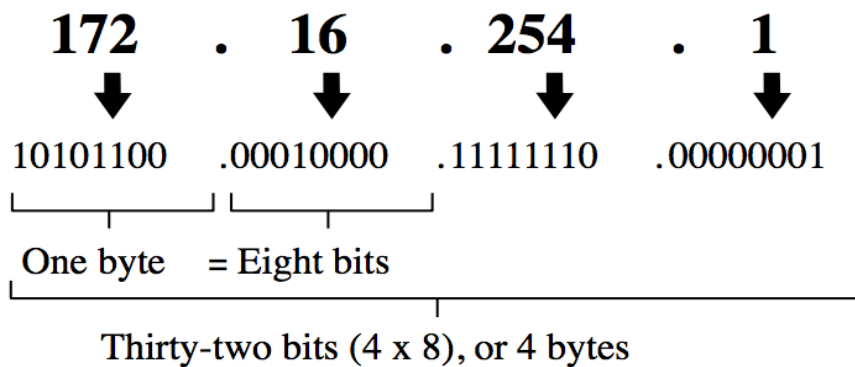 172 . 16 . 254 . 1
10101100 .00010000 .11111110 .00000001
One byte = Eight bits
Thirty-two bits (4 x 8), or 4 bytes